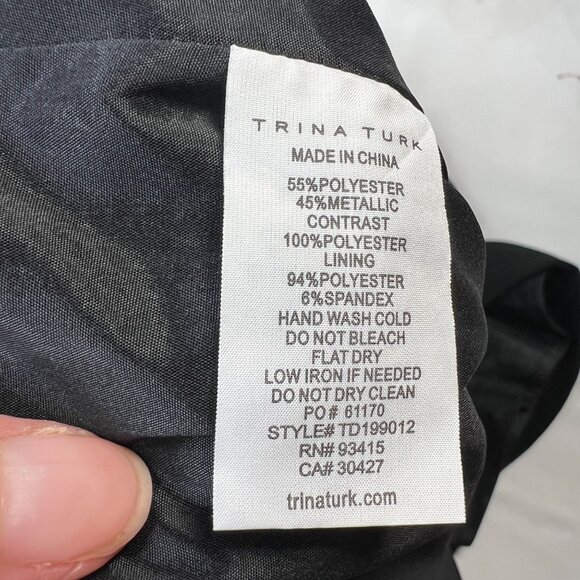 TRINA TURK
MADE IN CHINA
55%POLYESTER
45%METALLIC
CONTRAST
100%POLYESTER
LINING
94%POLYESTER
6%SPANDEX
HAND WASH COLD
DO NOT BLEACH
FLAT DRY
LOW IRON IF NEEDED
DO NOT DRY CLEAN
PO# 61170
STYLE# TD199012
RN# 93415
CA# 30427
trinaturk.com